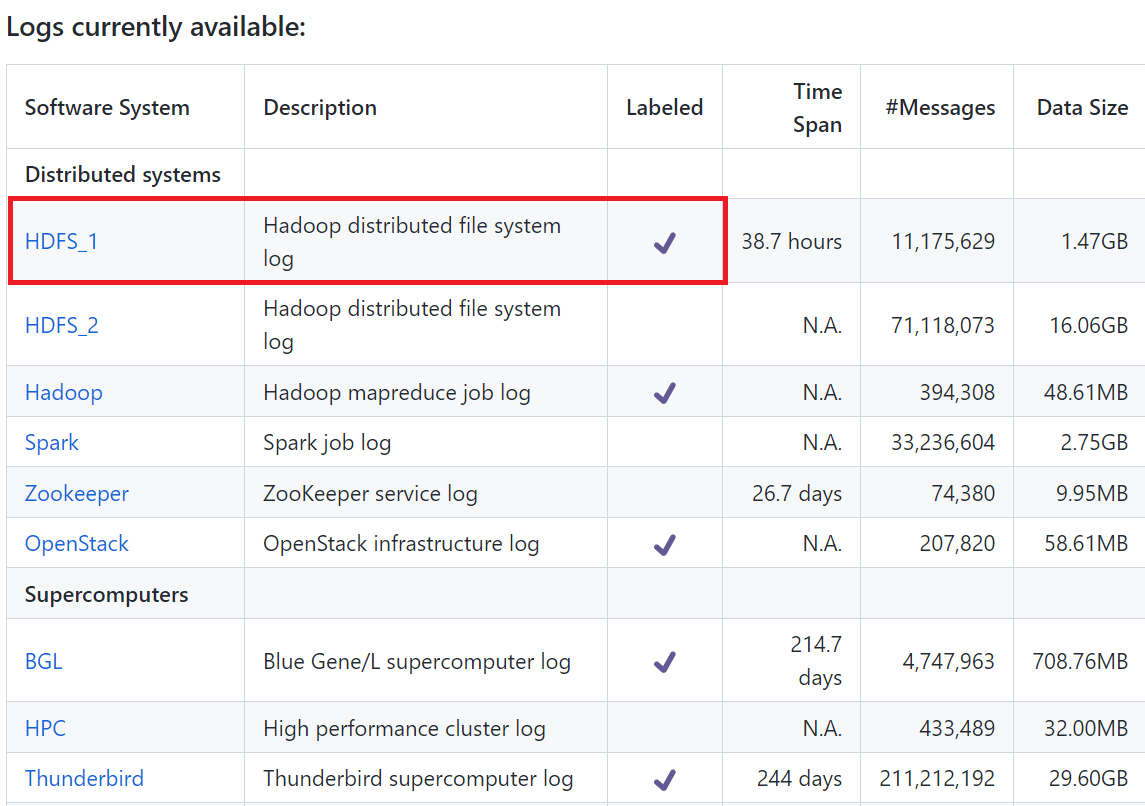 Logs currently available:
Software System Description Labeled Time Span #Messages Data Size
Distributed systems
HDFS_1 Hadoop distributed file system log ✔ 38.7 hours 11,175,629 1.47GB
HDFS_2 Hadoop distributed file system log N.A. 71,118,073 16.06GB
Hadoop Hadoop mapreduce job log ✔ N.A. 394,308 48.61MB
Spark Spark job log N.A. 33,236,604 2.75GB
Zookeeper ZooKeeper service log 26.7 days 74,380 9.95MB
OpenStack OpenStack infrastructure log ✔ N.A. 207,820 58.61MB
Supercomputers
BGL Blue Gene/L supercomputer log ✔ 214.7 days 4,747,963 708.76MB
HPC High performance cluster log N.A. 433,489 32.00MB
Thunderbird Thunderbird supercomputer log ✔ 244 days 211,212,192 29.60GB